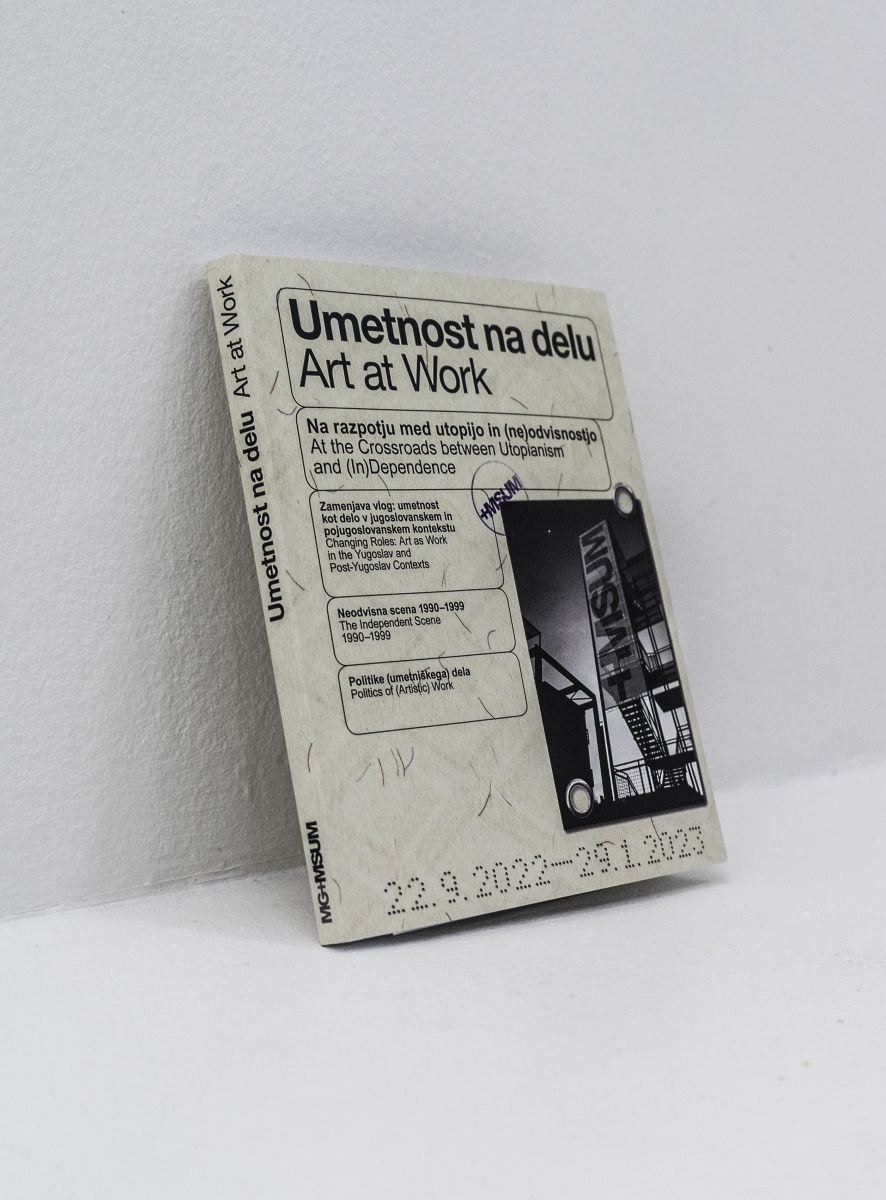 Umetnost na delu
Art at Work
Na razpotju med utopijo in (ne)odvisnostjo
At the Crossroads between Utopianism
and (In)Dependence
+MSUM
Zamenjava vlog: umetnost
kot delo v jugoslovanskem in
pojugoslovanskem kontekstu
Changing Roles: Art as Work
in the Yugoslav and
Post-Yugoslav Contexts
Neodvisna scena 1990–1999
The Independent Scene
1990–1999
Politike (umetniškega) dela
Politics of (Artistic) Work
+MSUM
22.9.2022—29.1.2023
Umetnost na delu Art at Work
MG+MSUM